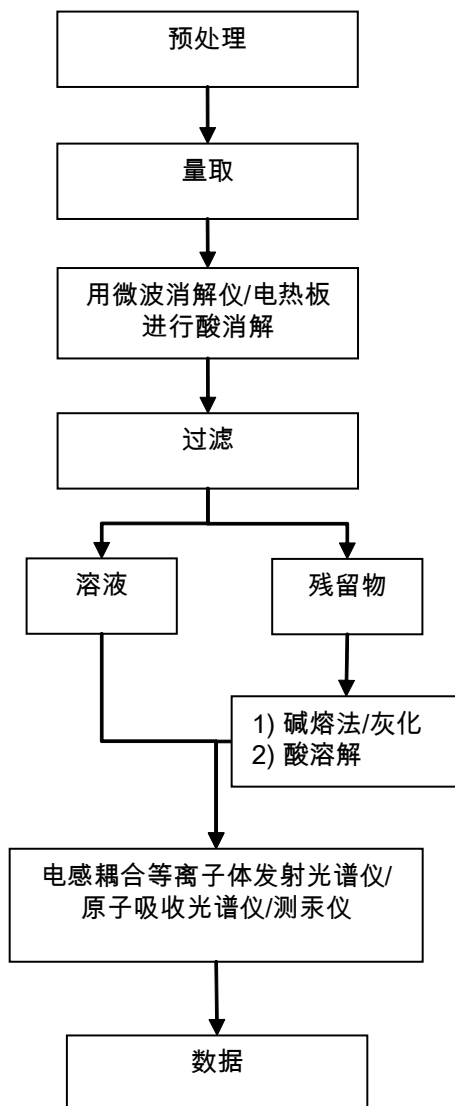 预处理
量取
用微波消解仪/电热板
进行酸消解
过滤
溶液
残留物
1) 碱熔法/灰化
2) 酸溶解
电感耦合等离子体发射光谱仪/
原子吸收光谱仪/测汞仪
数据